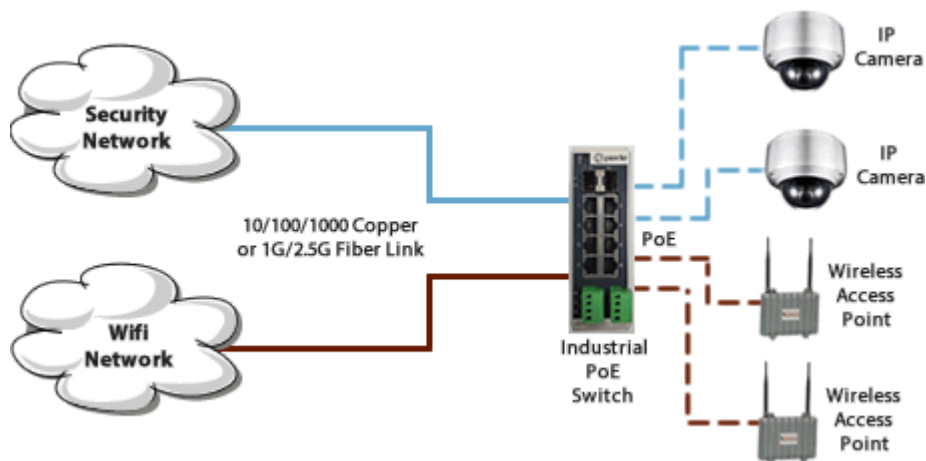 Security
Network
10/100/1000 Copper
or 1G/2.5G Fiber Link
Wifi
Network
perle
PoE
Industrial
PoE
Switch
IP
Camera
IP
Camera
Wireless
Access
Point
Wireless
Access
Point